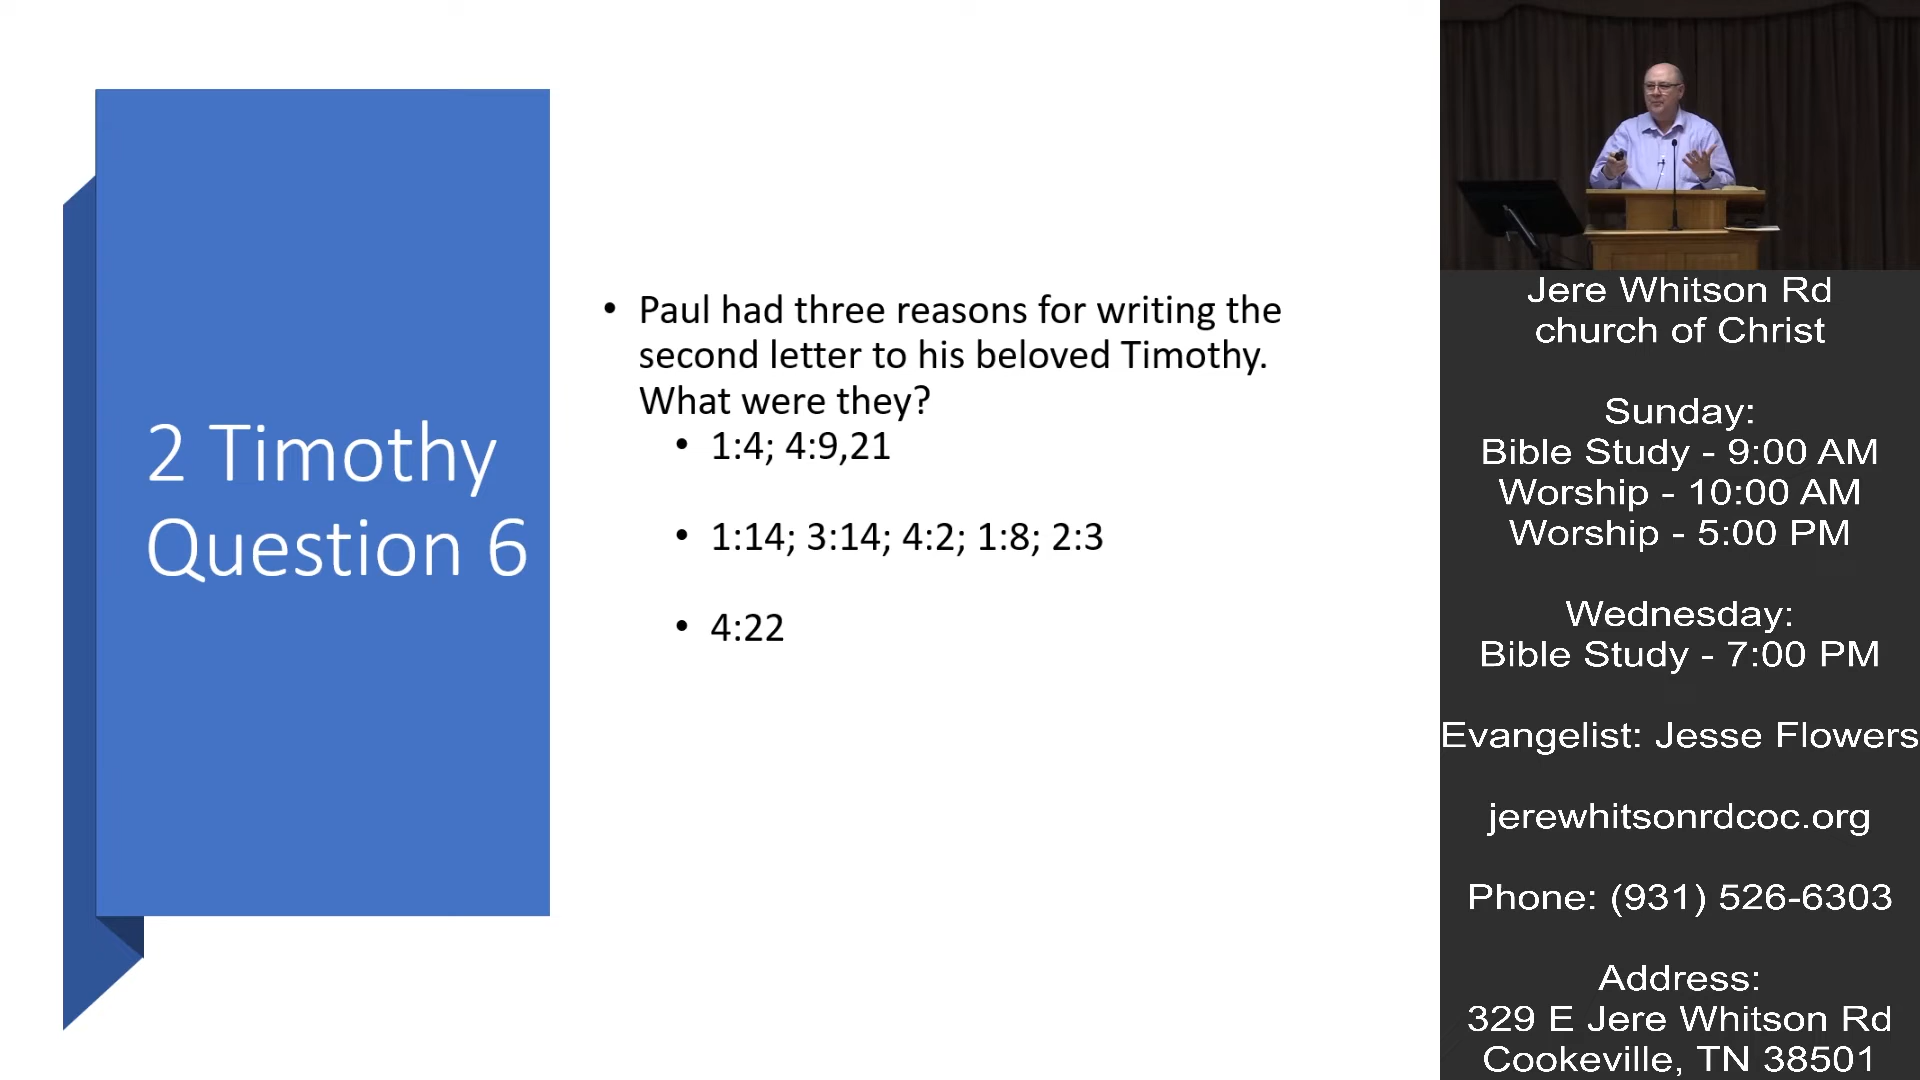 2 Timothy
Question 6
• Paul had three reasons for writing the
second letter to his beloved Timothy.
What were they?
• 1:4; 4:9,21
• 1:14; 3:14; 4:2; 1:8; 2:3
• 4:22
Jere Whitson Rd
church of Christ
Sunday:
Bible Study - 9:00 AM
Worship - 10:00 AM
Worship - 5:00 PM
Wednesday:
Bible Study - 7:00 PM
Evangelist: Jesse Flowers
jerewhitsonrdcoc.org
Phone: (931) 526-6303
Address:
329 E Jere Whitson Rd
Cookeville, TN 38501